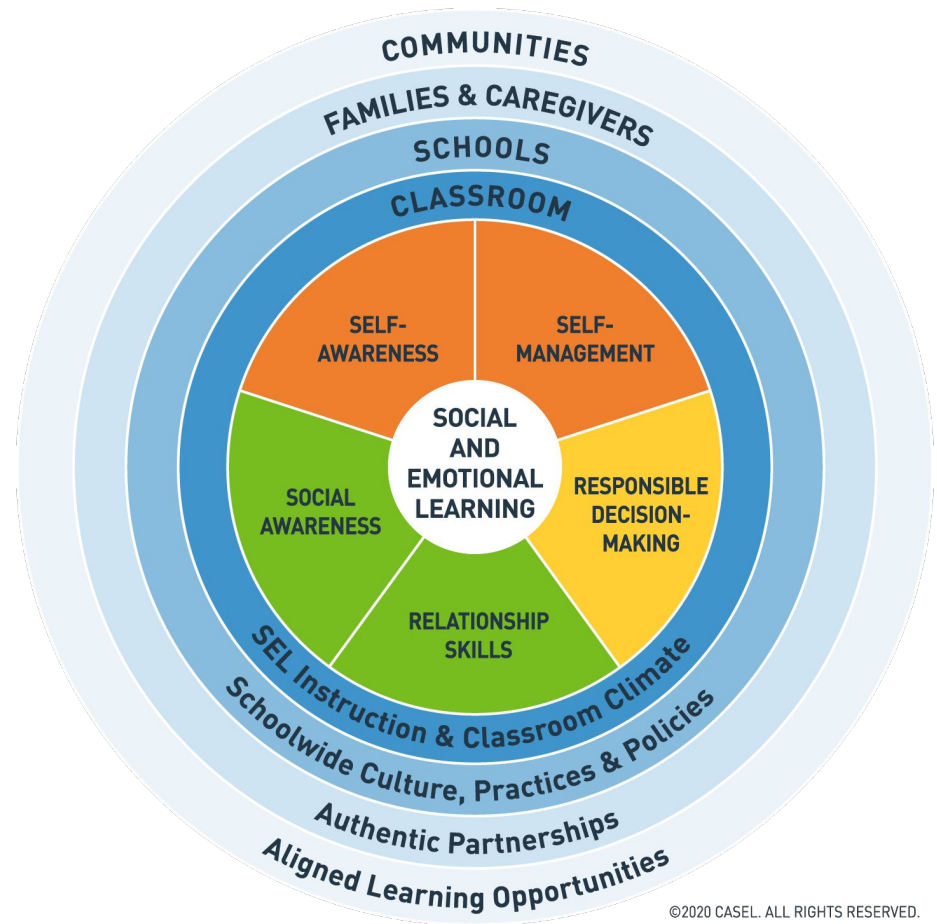 COMMUNITIES
FAMILIES & CAREGIVERS
SCHOOLS
CLASSROOM
SELF-
AWARENESS
SELF-
MANAGEMENT
SOCIAL
AND
EMOTIONAL
LEARNING
SOCIAL
AWARENESS
RESPONSIBLE
DECISION-
MAKING
RELATIONSHIP
SKILLS
SEL Instruction & Classroom Climate
Schoolwide Culture, Practices & Policies
Authentic Partnerships
Aligned Learning Opportunities
©2020 CASEL. ALL RIGHTS RESERVED.